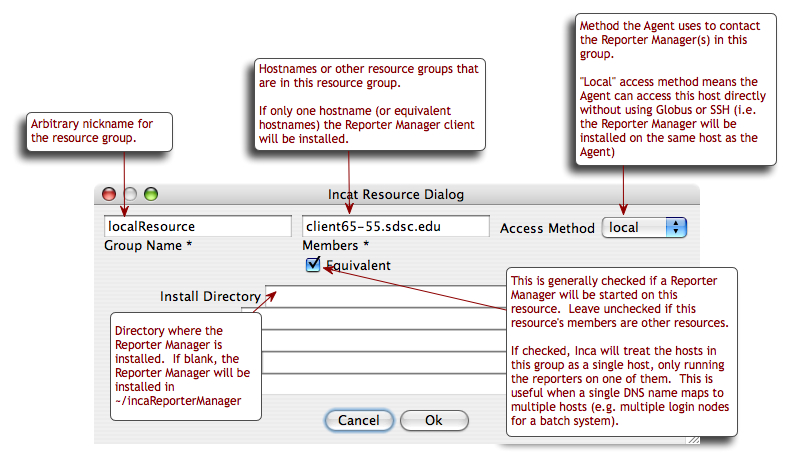 Method the Agent uses to contact
the Reporter Manager(s) in this
group.
"Local" access method means the
Agent can access this host directly
without using Globus or SSH (i.e.
the Reporter Manager will be
installed on the same host as the
Agent)
Hostnames or other resource groups that
are in this resource group.
If only one hostname (or equivalent
hostnames) the Reporter Manager client
will be installed.
Arbitrary nickname for
the resource group.
Incat Resource Dialog
localResource
client65-55.sdsc.edu
Access Method
local
Group Name *
Members *
Equivalent
Install Directory
This is generally checked if a Reporter
Manager will be started on this
resource. Leave unchecked if this
resource's members are other resources.
If checked, Inca will treat the hosts in
this group as a single host, only running
the reporters on one of them. This is
useful when a single DNS name maps to
multiple hosts (e.g. multiple login nodes
for a batch system).
Directory where the
Reporter Manager is
installed. If blank, the
Reporter Manager will be
installed in
~/incaReporterManager
Cancel
Ok